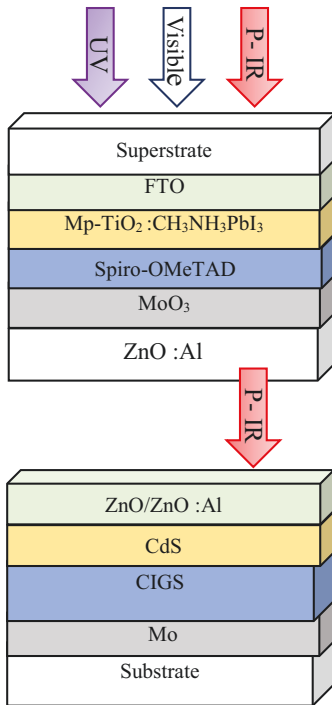 UV
Visible
P- IR
Superstrate
FTO
Mp-TiO₂ :CH3NH3PbI₃
Spiro-OMeTAD
MoO₃
ZnO :Al
P- IR
ZnO/ZnO :Al
CdS
CIGS
Mo
Substrate